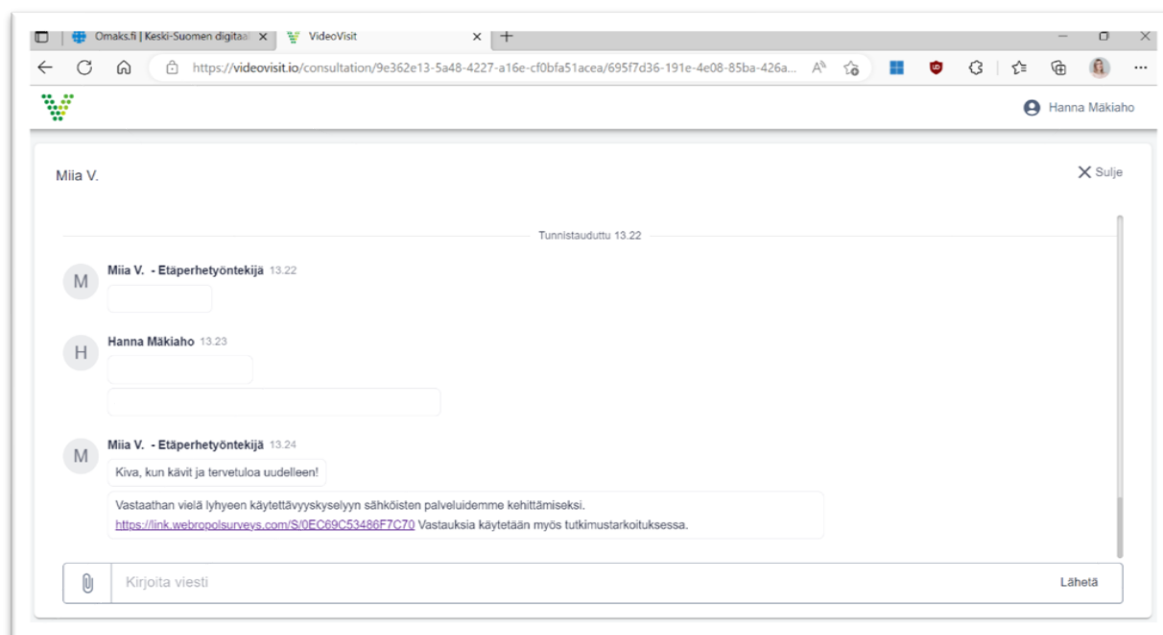 Omaks.fi | Keski-Suomen digitaa
VideoVisit
https://videovisit.io/consultation/9e362e13-5a48-4227-a16e-cf0bfa51acea/695f7d36-191e-4e08-85ba-426a...
Hanna Mäkiaho
Miia V.
Sulje
Tunnistauduttu 13.22
M
Miia V. - Etäperhetyöntekijä 13.22
H
Hanna Mäkiaho 13.23
M
Miia V. - Etäperhetyöntekijä 13.24
Kiva, kun kävit ja tervetuloa uudelleen!
Vastaathan vielä lyhyeen käytettävyyskyselyyn sähköisten palveluidemme kehittämiseksi.
https://link.webropolsurveys.com/S/0EC69C53486F7C70 Vastauksia käytetään myös tutkimustarkoituksessa.
Kirjoita viesti
Lähetä